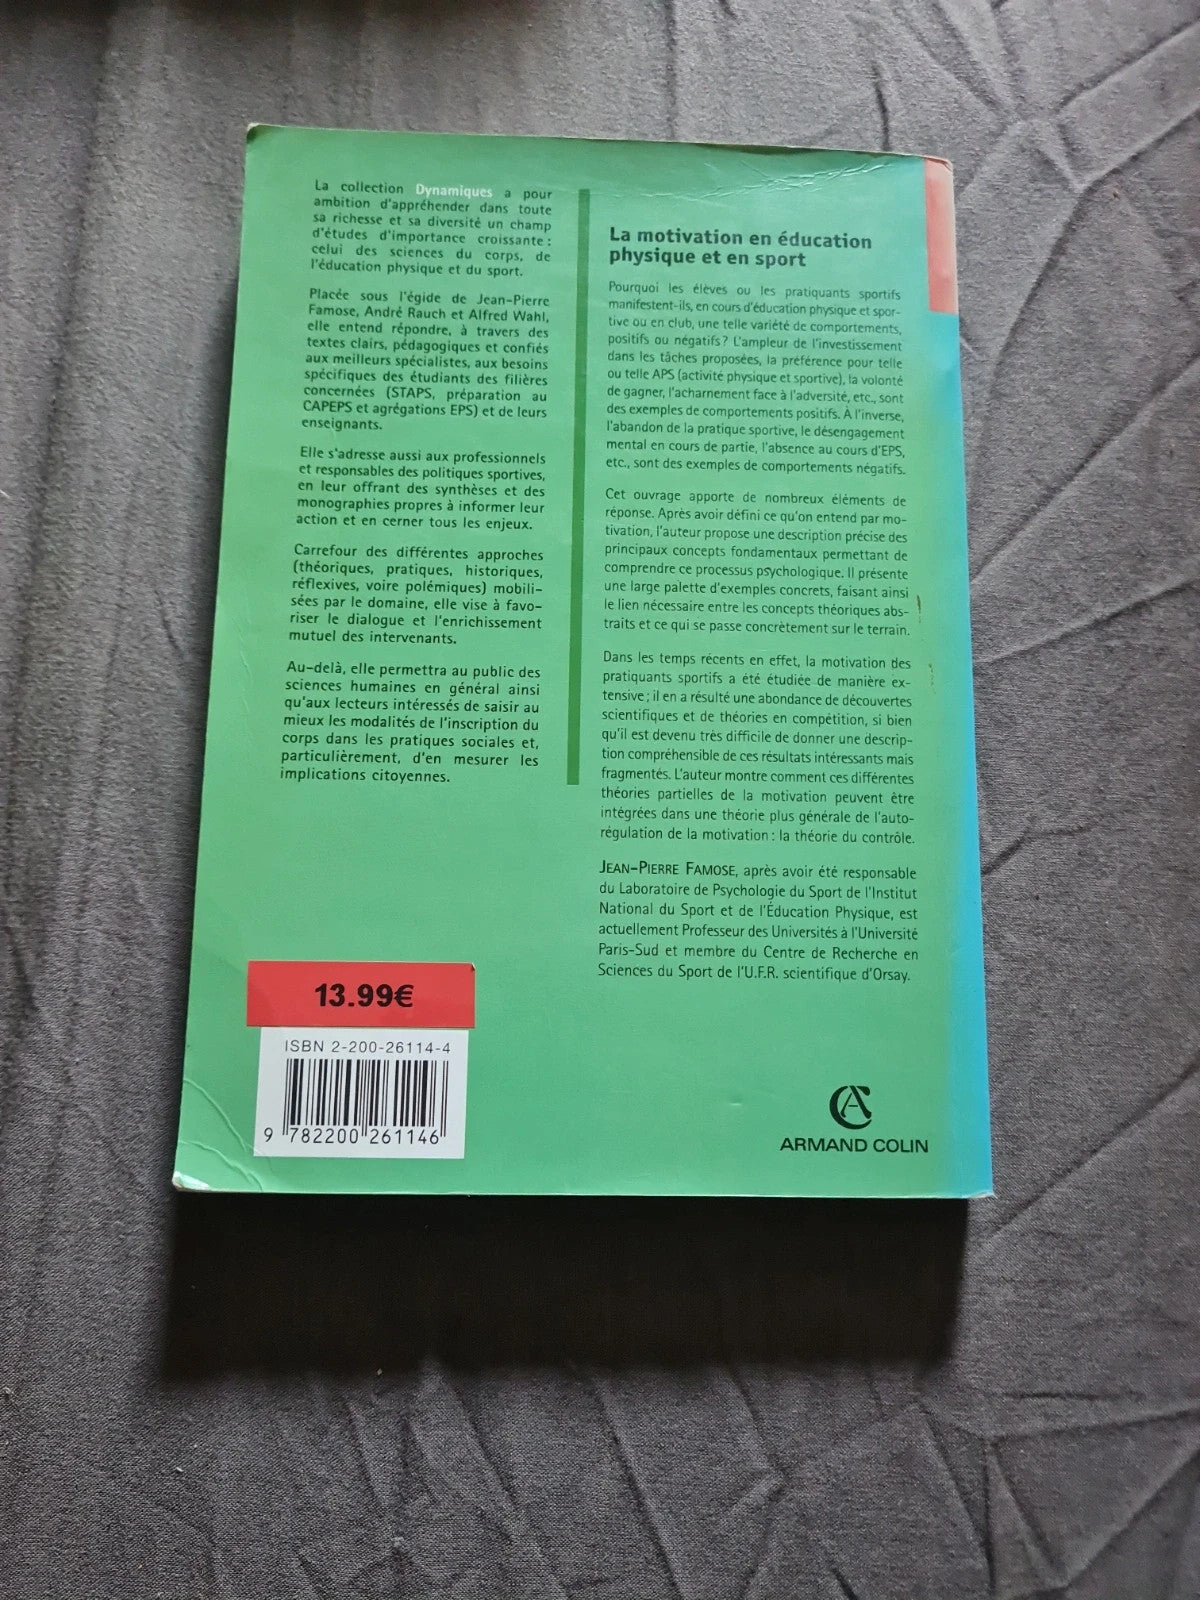 La collection Dynamiques a pour
ambition d'appréhender dans toute
sa richesse et sa diversité un champ
d'études d'importance croissante :
celui des sciences du corps, de
l'éducation physique et du sport.
Placée sous l'égide de Jean-Pierre
Famose, André Rauch et Alfred Wahl,
elle entend répondre, à travers des
textes clairs, pédagogiques et confiés
aux meilleurs spécialistes, aux besoins
spécifiques des étudiants des filières
concernées (STAPS, préparation au
CAPEPS et agrégations EPS) et de leurs
enseignants.
Elle s'adresse aussi aux professionnels
et responsables des politiques sportives,
en leur offrant des synthèses et des
monographies propres à informer leur
action et en cerner tous les enjeux.
Carrefour des différentes approches
(théoriques, pratiques, historiques,
réflexives, voire polémiques) mobili-
sées par le domaine, elle vise à favo-
riser le dialogue et l'enrichissement
mutuel des intervenants.
Au-delà, elle permettra au public des
sciences humaines en général ainsi
qu'aux lecteurs intéressés de saisir au
mieux les modalités de l'inscription du
corps dans les pratiques sociales et,
particulièrement, d'en mesurer les
implications citoyennes.
La motivation en éducation
physique et en sport
Pourquoi les élèves ou les pratiquants sportifs
manifestent-ils, en cours d'éducation physique et spor-
tive ou en club, une telle variété de comportements,
positifs ou négatifs ? L'ampleur de l'investissement
dans les tâches proposées, la préférence pour telle
ou telle APS (activité physique et sportive), la volonté
de gagner, l'acharnement face à l'adversité, etc., sont
des exemples de comportements positifs. À l'inverse,
l'abandon de la pratique sportive, le désengagement
mental en cours de partie, l'absence au cours d'EPS,
etc., sont des exemples de comportements négatifs.
Cet ouvrage apporte de nombreux éléments de
réponse. Après avoir défini ce qu'on entend par mo-
tivation, l'auteur propose une description précise des
principaux concepts fondamentaux permettant de
comprendre ce processus psychologique. Il présente
une large palette d'exemples concrets, faisant ainsi
le lien nécessaire entre les concepts théoriques abs-
traits et ce qui se passe concrètement sur le terrain.
Dans les temps récents en effet, la motivation des
pratiquants sportifs a été étudiée de manière ex-
tensive ; il en a résulté une abondance de découvertes
scientifiques et de théories en compétition, si bien
qu'il est devenu très difficile de donner une descrip-
tion compréhensible de ces résultats intéressants mais
fragmentés. L'auteur montre comment ces différentes
théories partielles de la motivation peuvent être
intégrées dans une théorie plus générale de l'auto-
régulation de la motivation : la théorie du contrôle.
JEAN-PIERRE FAMOSE, après avoir été responsable
du Laboratoire de Psychologie du Sport de l'Institut
National du Sport et de l'Éducation Physique, est
actuellement Professeur des Universités à l'Université
Paris-Sud et membre du Centre de Recherche en
Sciences du Sport de l'U.F.R. scientifique d'Orsay.
13.99€
ISBN 2-200-26114-4
9 782200 261146
CA
ARMAND COLIN